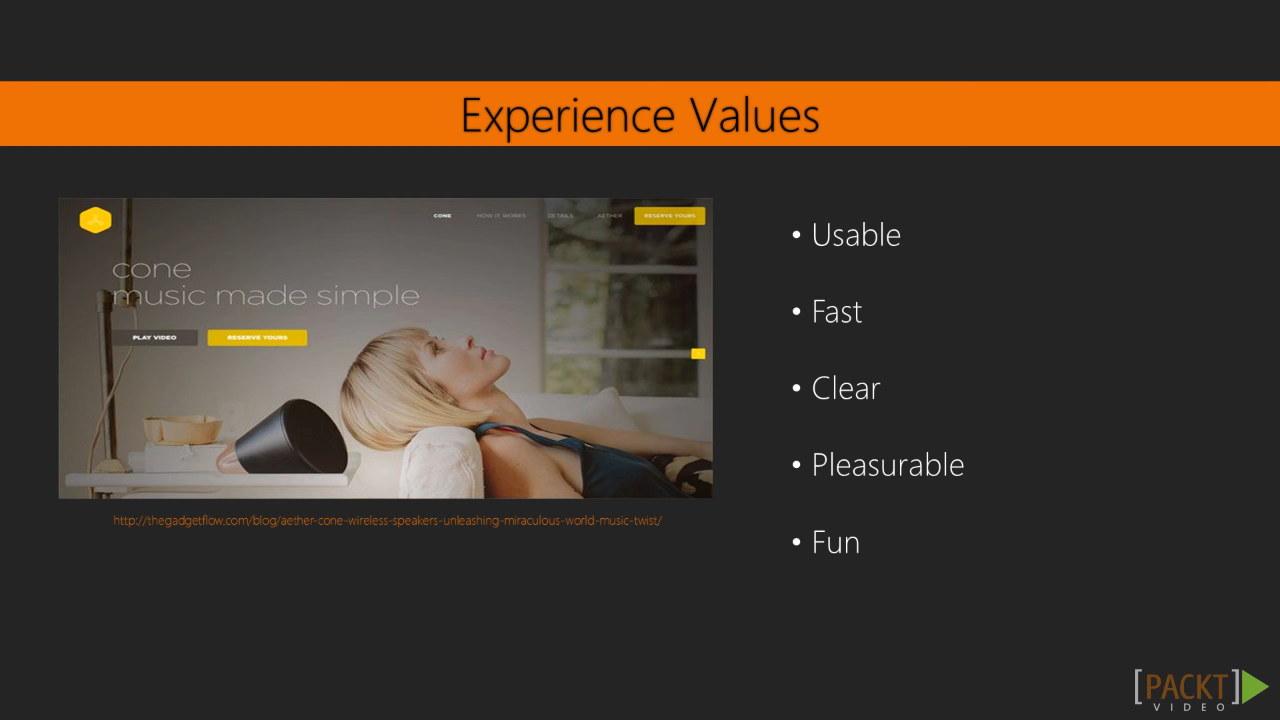 Experience Values
CONE HOW IT WORKS DETAILS AETHER RESERVE YOURS
cone
music made simple
PLAY VIDEO RESERVE YOURS
http://thegadgetflow.com/blog/aether-cone-wireless-speakers-unleashing-miraculous-world-music-twist/
• Usable
• Fast
• Clear
• Pleasurable
• Fun
[PACKT]
VIDEO